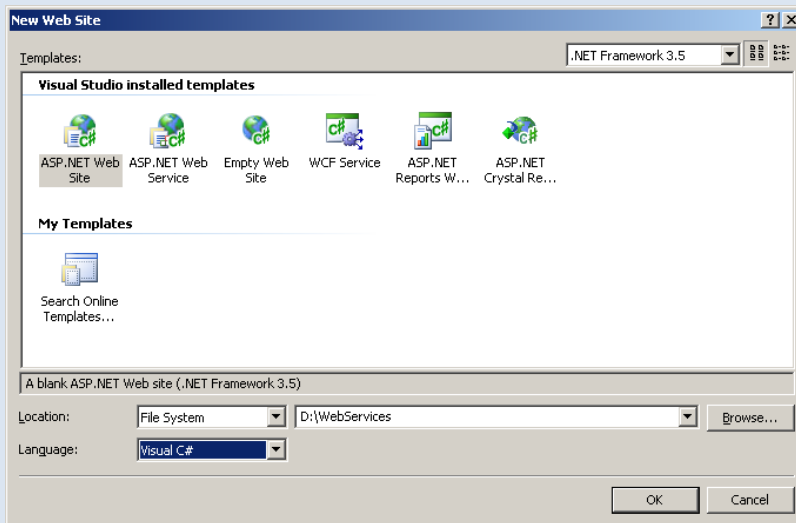 New Web Site
Templates:
.NET Framework 3.5
Visual Studio installed templates
ASP.NET Web Site
ASP.NET Web Service
Empty Web Site
WCF Service
ASP.NET Reports W...
ASP.NET Crystal Re...
My Templates
Search Online Templates...
A blank ASP.NET Web site (.NET Framework 3.5)
Location:
File System
D:\WebServices
Browse...
Language:
Visual C#
OK
Cancel